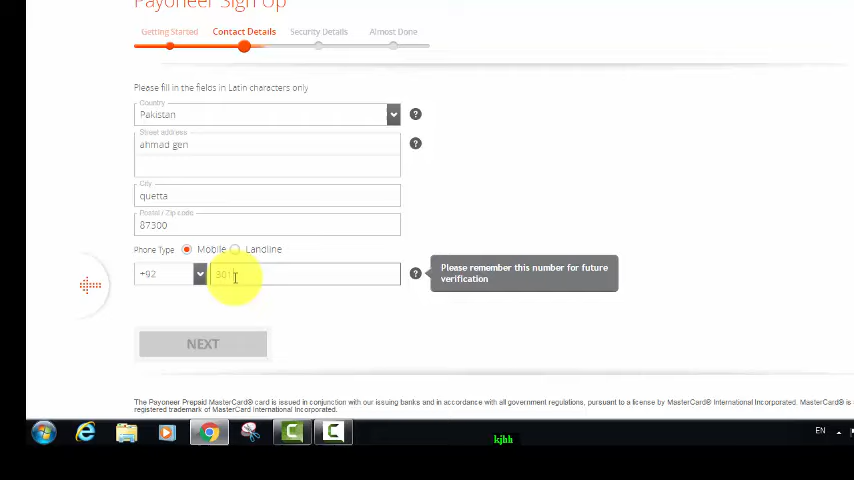 Payoneer Sign Up
Getting Started Contact Details Security Details Almost Done
Please fill in the fields in Latin characters only
Country
Pakistan
?
Street address
ahmad gen
?
City
quetta
Postal / Zip code
87300
Phone Type Mobile Landline
+92 301
?
Please remember this number for future
verification
NEXT
The Payoneer Prepaid MasterCard® card is issued in conjunction with our issuing banks and in accordance with all government regulations, pursuant to a license by MasterCard® International Incorporated. MasterCard® is
registered trademark of MasterCard International Incorporated.
kjhh
EN